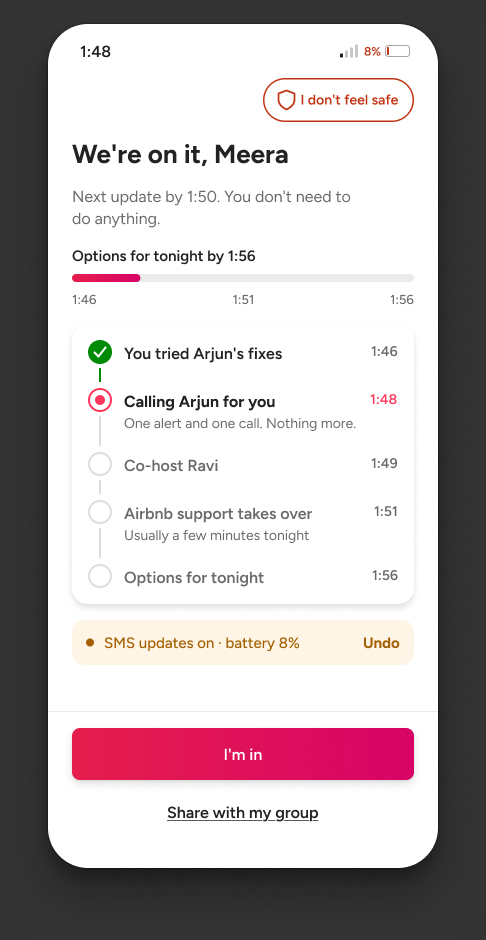 1:48
8%
I don't feel safe
We're on it, Meera
Next update by 1:50. You don't need to
do anything.
Options for tonight by 1:56
1:46 1:51 1:56
You tried Arjun's fixes 1:46
Calling Arjun for you 1:48
One alert and one call. Nothing more.
Co-host Ravi 1:49
Airbnb support takes over 1:51
Usually a few minutes tonight
Options for tonight 1:56
SMS updates on · battery 8% Undo
I'm in
Share with my group